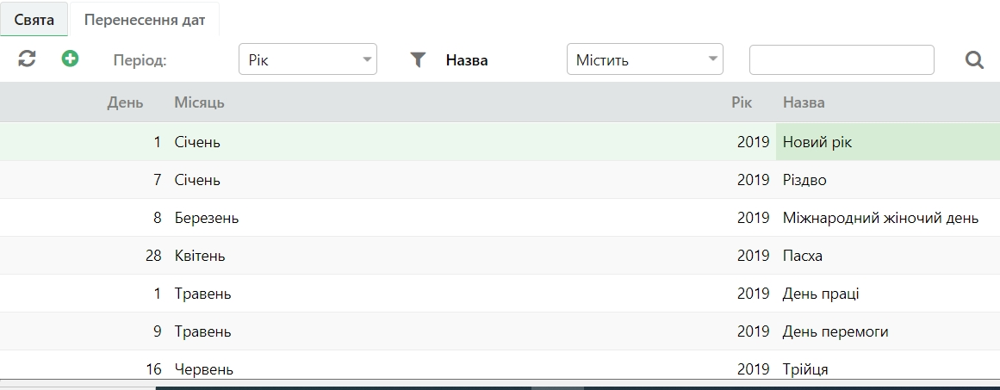 Свята Перенесення дат
Період: Рік Назва Містить
День Місяць Рік Назва
1 Січень 2019 Новий рік
7 Січень 2019 Різдво
8 Березень 2019 Міжнародний жіночий день
28 Квітень 2019 Пасха
1 Травень 2019 День праці
9 Травень 2019 День перемоги
16 Червень 2019 Трійця